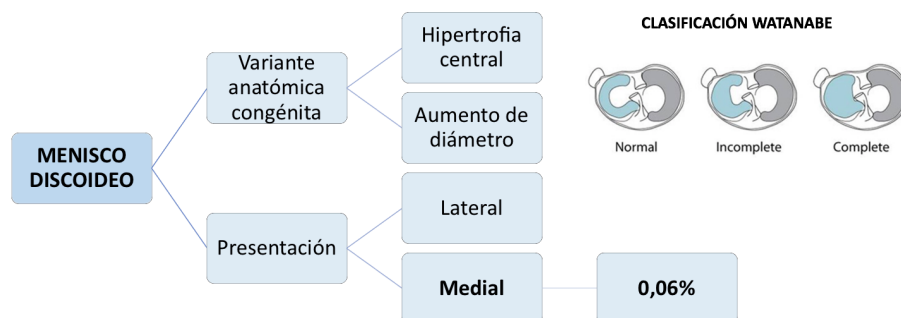 CLASIFICACIÓN WATANABE
Hipertrofia
central
Variante
anatómica
congénita
Aumento de
diámetro
Normal
Incomplete
Complete
MENISCO
DISCOIDEO
Lateral
Presentación
Medial
0,06%